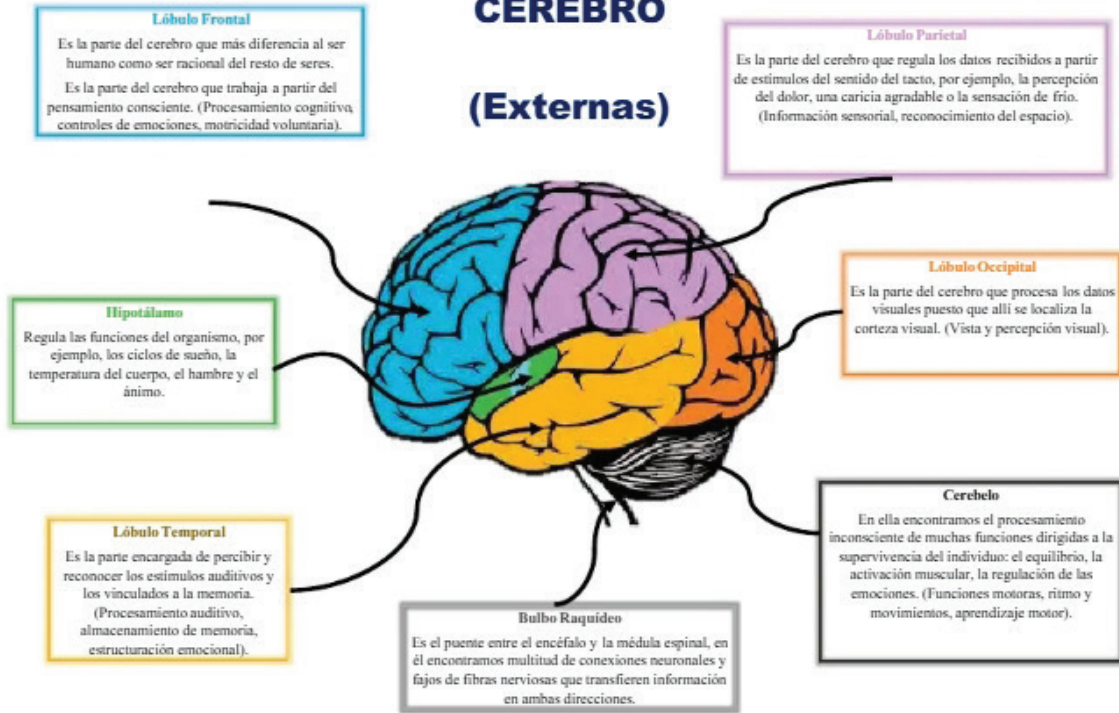 CEREBRO
(Externas)
Lóbulo Frontal
Es la parte del cerebro que más diferencia al ser
humano como ser racional del resto de seres.
Es la parte del cerebro que trabaja a partir del
pensamiento consciente. (Procesamiento cognitivo,
controles de emociones, motricidad voluntaria).
Lóbulo Parietal
Es la parte del cerebro que regula los datos recibidos a partir
de estímulos del sentido del tacto, por ejemplo, la percepción
del dolor, una caricia agradable o la sensación de frío.
(Información sensorial, reconocimiento del espacio).
Hipotálamo
Regula las funciones del organismo, por
ejemplo, los ciclos de sueño, la
temperatura del cuerpo, el hambre y el
ánimo.
Lóbulo Occipital
Es la parte del cerebro que procesa los datos
visuales puesto que allí se localiza la
corteza visual. (Vista y percepción visual).
Lóbulo Temporal
Es la parte encargada de percibir y
reconocer los estímulos auditivos y
los vinculados a la memoria.
(Procesamiento auditivo,
almacenamiento de memoria,
estructuración emocional).
Bulbo Raquídeo
Es el puente entre el encéfalo y la médula espinal, en
él encontramos multitud de conexiones neuronales y
fajos de fibras nerviosas que transfieren información
en ambas direcciones.
Cerebelo
En ella encontramos el procesamiento
inconsciente de muchas funciones dirigidas a la
supervivencia del individuo: el equilibrio, la
activación muscular, la regulación de las
emociones. (Funciones motoras, ritmo y
movimientos, aprendizaje motor).